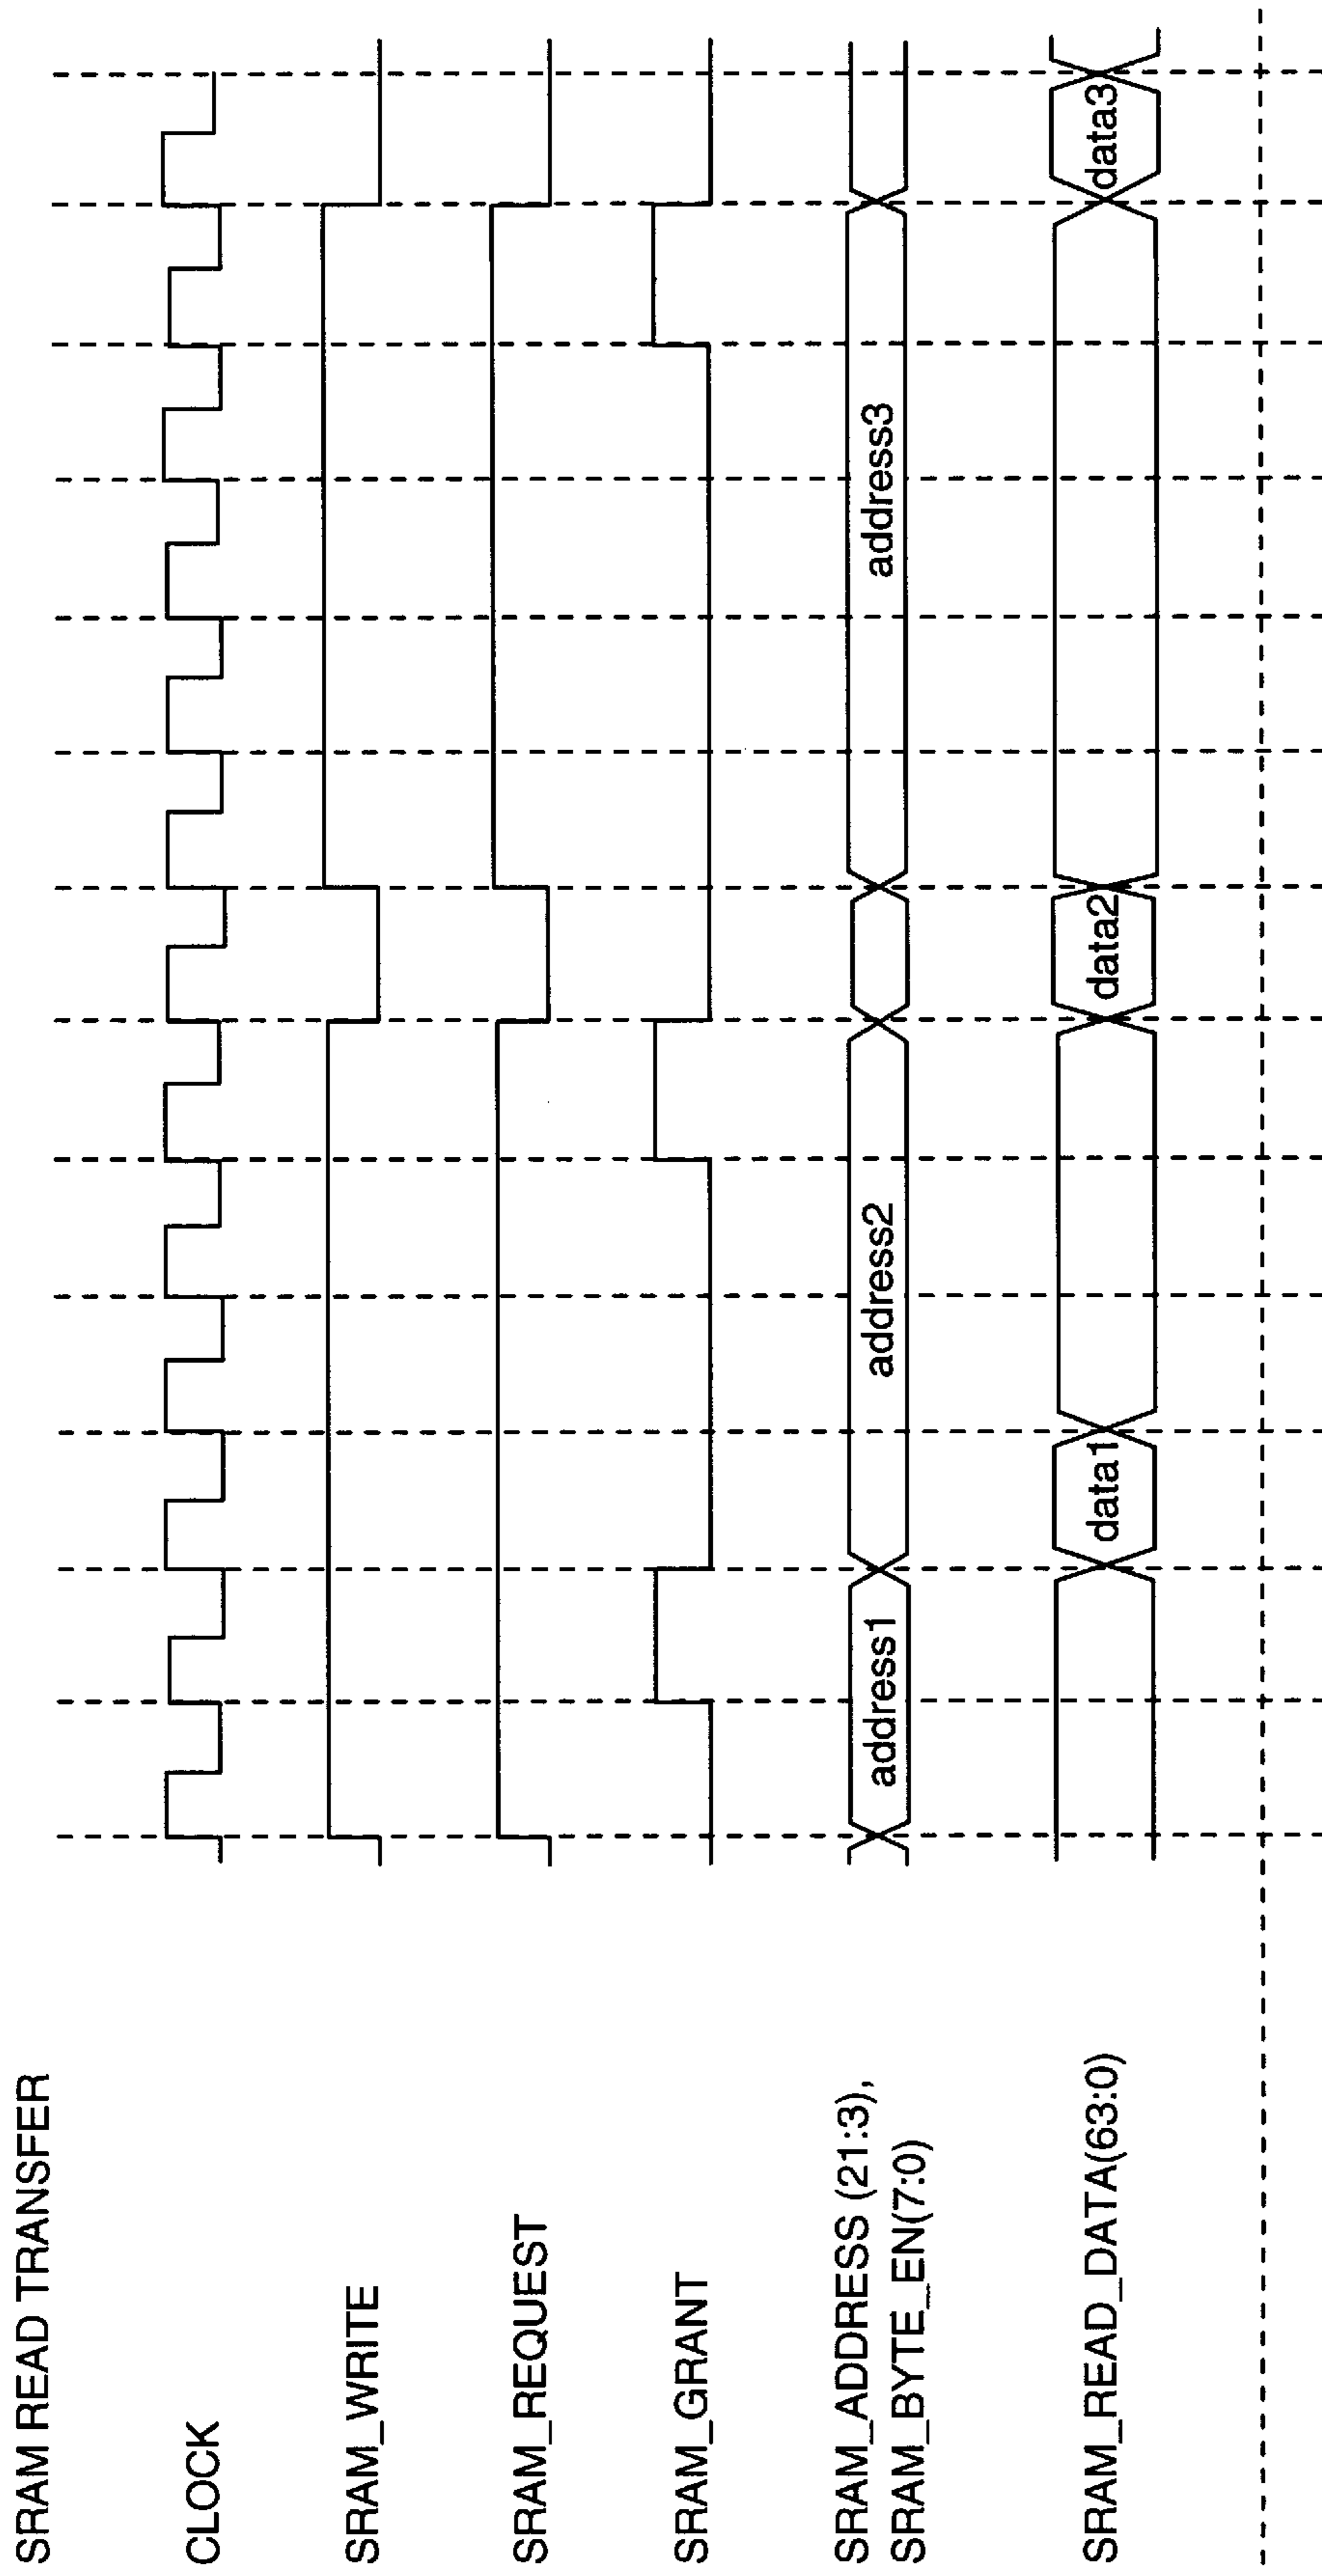 SRAM READ TRANSFER
CLOCK
SRAM_WRITE
SRAM_REQUEST
SRAM_GRANT
SRAM_ADDRESS (21:3),
SRAM_BYTE_EN(7:0)
address1
address2
address3
SRAM_READ_DATA(63:0)
data1
data2
data3